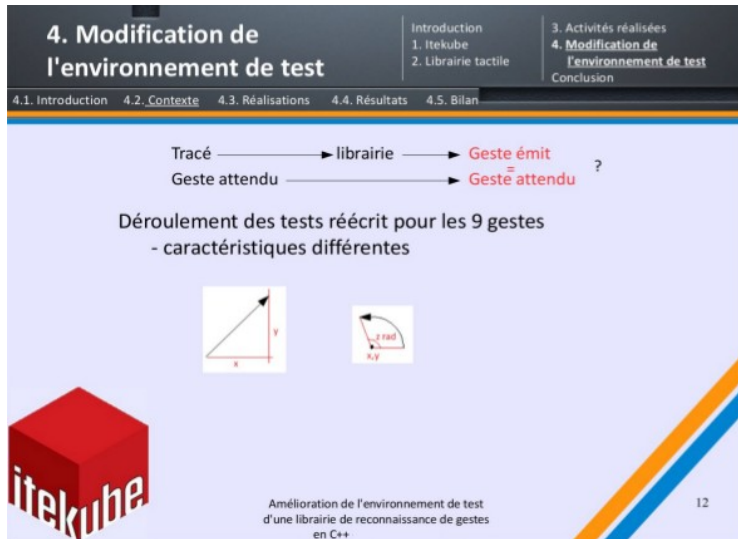 4. Modification de
l'environnement de test
Introduction
1. Itekube
2. Librairie tactile
3. Activités réalisées
4. Modification de
l'environnement de test
Conclusion
4.1. Introduction 4.2. Contexte 4.3. Réalisations 4.4. Résultats 4.5. Bilan
Tracé librairie Geste émit
= ?
Geste attendu Geste attendu
Déroulement des tests réécrit pour les 9 gestes
- caractéristiques différentes
y
x
z rad
x,y
itekube
Amélioration de l'environnement de test
d'une librairie de reconnaissance de gestes
en C++
12